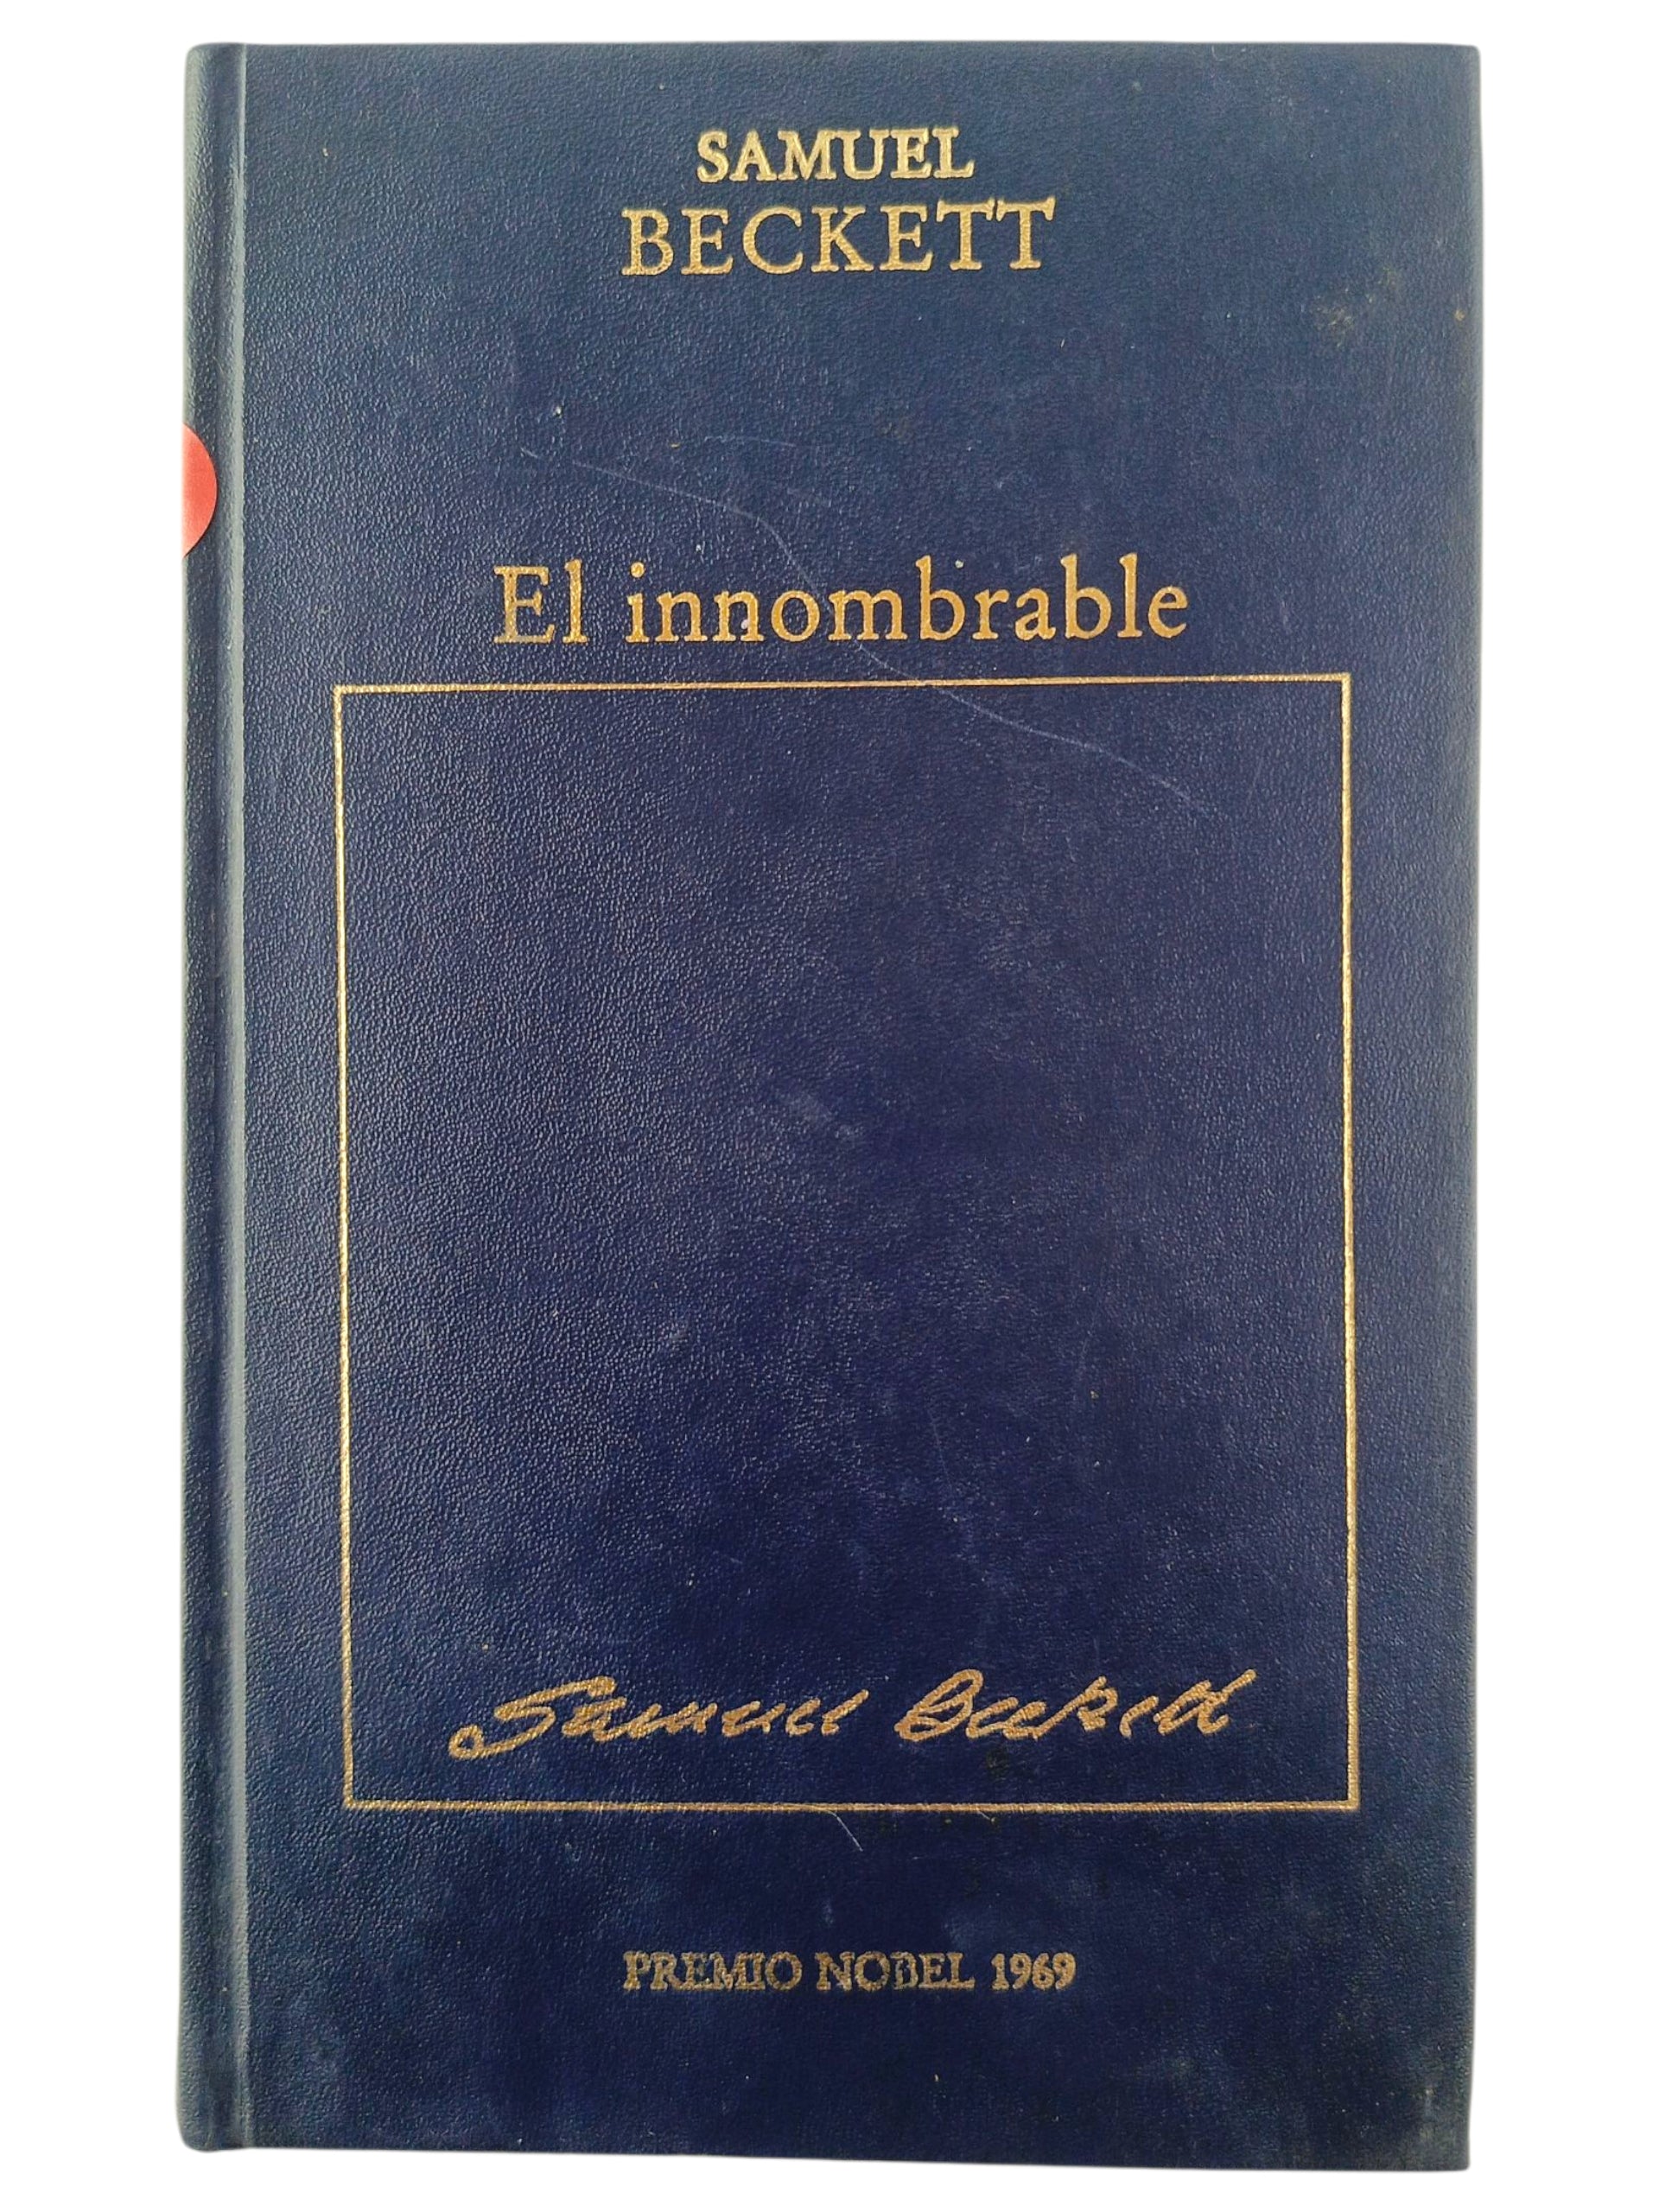 SAMUEL
BECKETT
El innombrable
Samuel Beckett
PREMIO NOBEL 1969